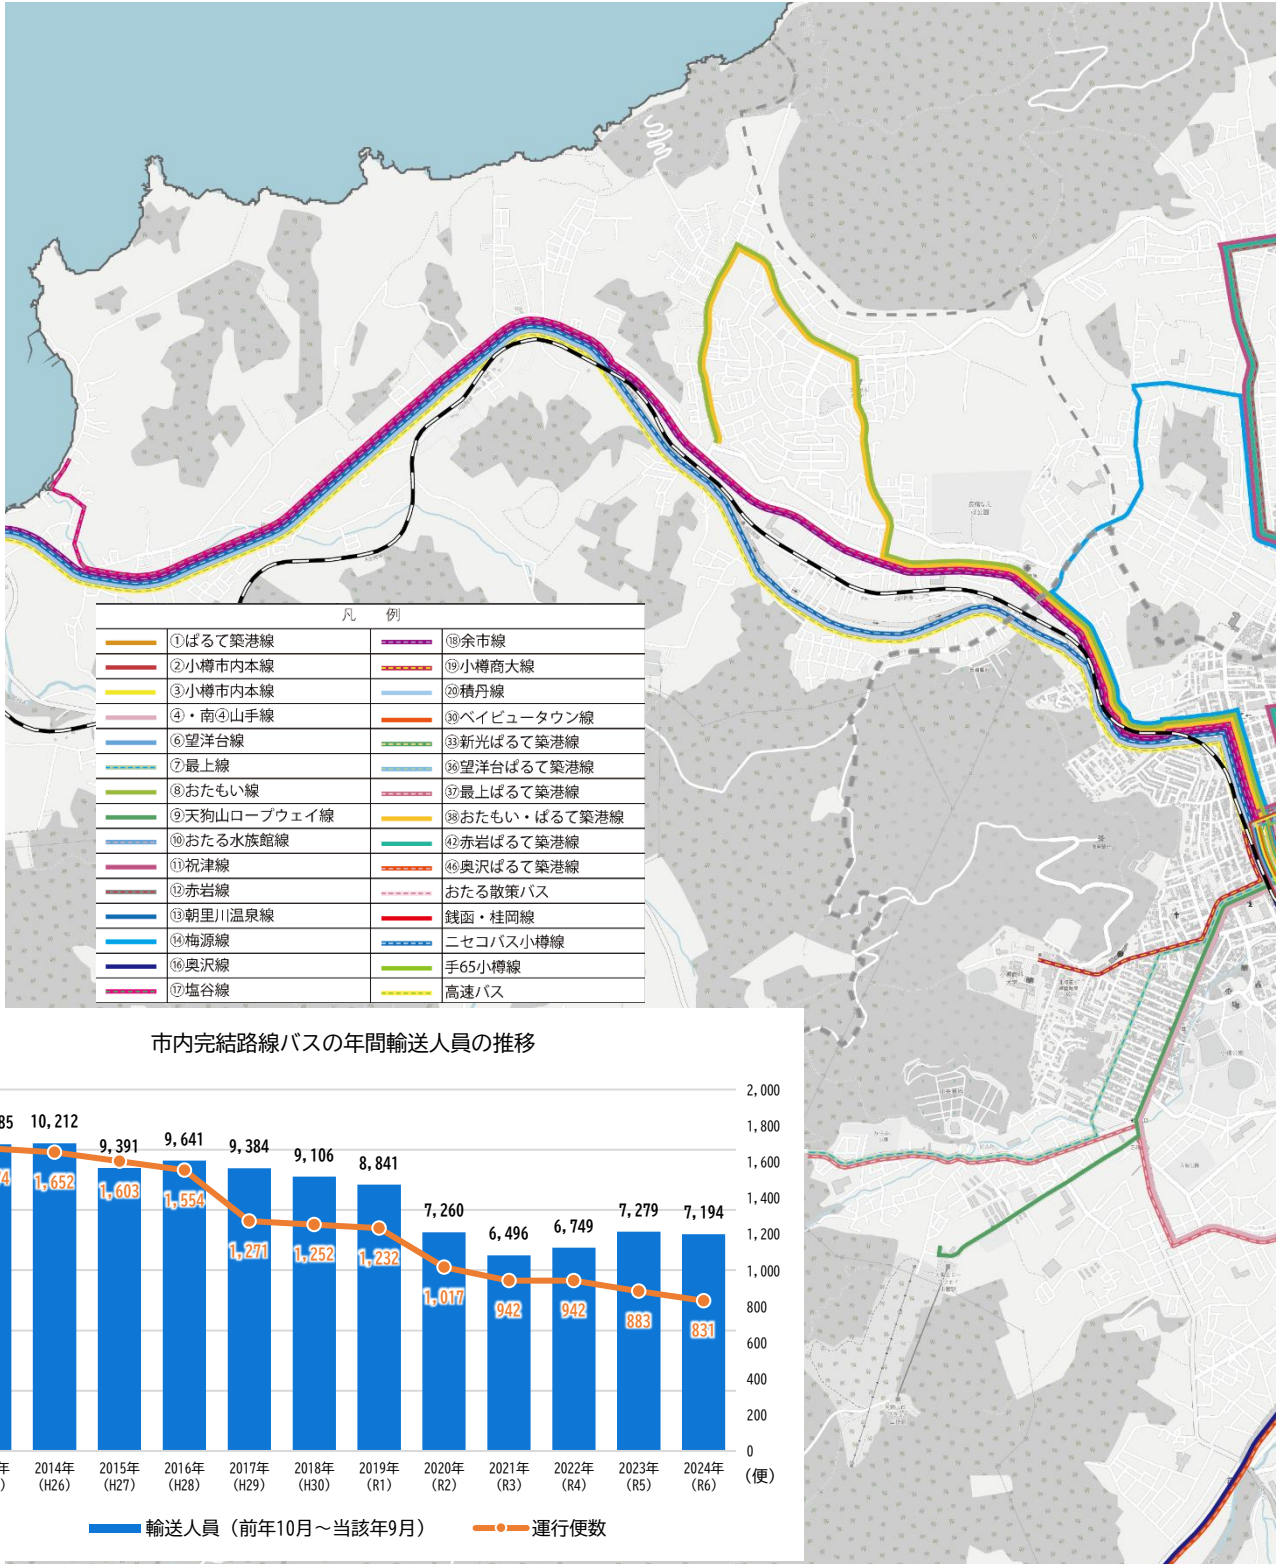 凡 例
①ぱるて築港線
②小樽市内本線
③小樽市内本線
④・南④山手線
⑥望洋台線
⑦最上線
⑧おたもい線
⑨天狗山ロープウェイ線
⑩おたる水族館線
⑪祝津線
⑫赤岩線
⑬朝里川温泉線
⑭梅源線
⑯奥沢線
⑰塩谷線
⑱余市線
⑲小樽商大線
⑳積丹線
㉚ベイビュータウン線
㉝新光ぱるて築港線
㊱望洋台ぱるて築港線
㊲最上ぱるて築港線
㊳おたもい・ぱるて築港線
㊷赤岩ぱるて築港線
㊻奥沢ぱるて築港線
おたる散策バス
銭函・桂岡線
ニセコバス小樽線
手65小樽線
高速バス
市内完結路線バスの年間輸送人員の推移
85 10,212 9,391 9,641 9,384 9,106 8,841 7,260 6,496 6,749 7,279 7,194
74 1,652 1,603 1,554 1,271 1,252 1,232 1,017 942 942 883 831
2,000
1,800
1,600
1,400
1,200
1,000
800
600
400
200
0
(便)
年 2014年 2015年 2016年 2017年 2018年 2019年 2020年 2021年 2022年 2023年 2024年
) (H26) (H27) (H28) (H29) (H30) (R1) (R2) (R3) (R4) (R5) (R6)
輸送人員（前年10月～当該年9月） 運行便数